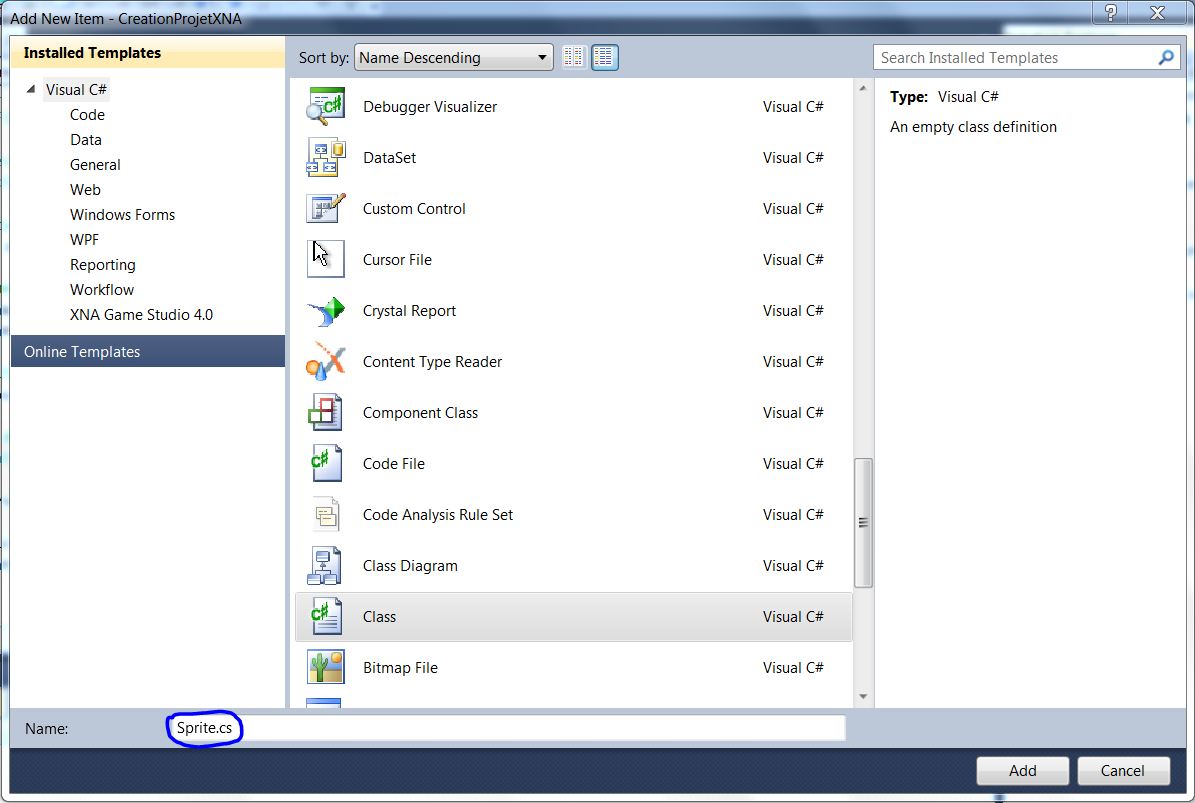 Add New Item - CreationProjetXNA
Installed Templates
Visual C#
Code
Data
General
Web
Windows Forms
WPF
Reporting
Workflow
XNA Game Studio 4.0
Online Templates
Sort by: Name Descending
Search Installed Templates
Debugger Visualizer Visual C#
DataSet Visual C#
Custom Control Visual C#
Cursor File Visual C#
Crystal Report Visual C#
Content Type Reader Visual C#
Component Class Visual C#
Code File Visual C#
Code Analysis Rule Set Visual C#
Class Diagram Visual C#
Class Visual C#
Bitmap File Visual C#
Type: Visual C#
An empty class definition
Name: Sprite.cs
Add Cancel